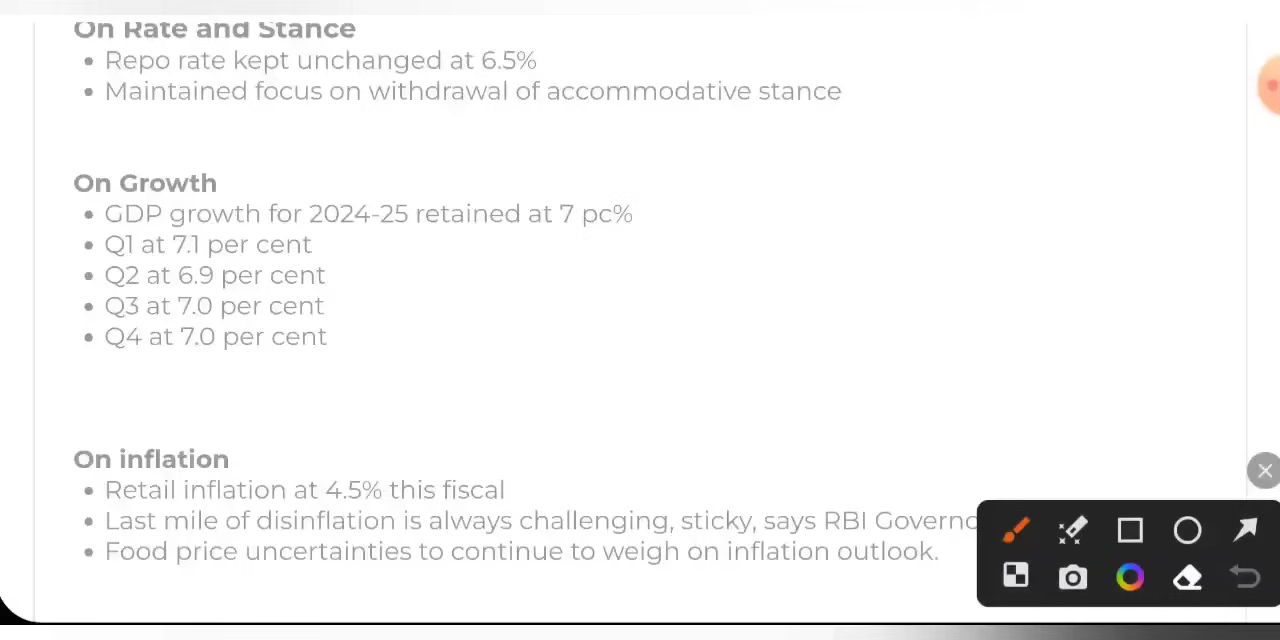 On Rate and Stance
• Repo rate kept unchanged at 6.5%
• Maintained focus on withdrawal of accommodative stance
On Growth
• GDP growth for 2024-25 retained at 7 pc%
• Q1 at 7.1 per cent
• Q2 at 6.9 per cent
• Q3 at 7.0 per cent
• Q4 at 7.0 per cent
On inflation
• Retail inflation at 4.5% this fiscal
• Last mile of disinflation is always challenging, sticky, says RBI
• Food price uncertainties to continue to weigh on inflation outlook.